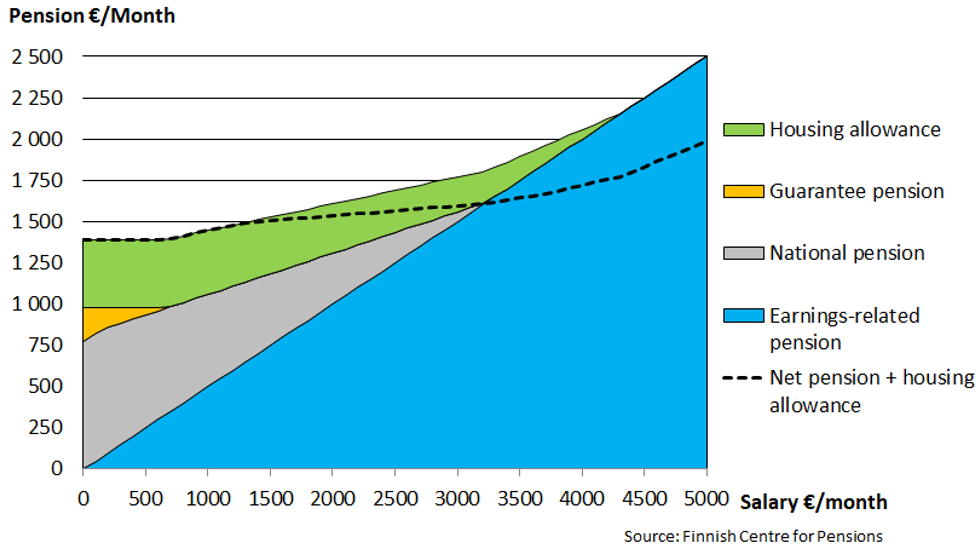 Pension €/Month
2 500
2 250
2 000
1 750
1 500
1 250
1 000
750
500
250
0
0 500 1000 1500 2000 2500 3000 3500 4000 4500 5000
Salary €/month
Housing allowance
Guarantee pension
National pension
Earnings-related
pension
Net pension + housing
allowance
Source: Finnish Centre for Pensions